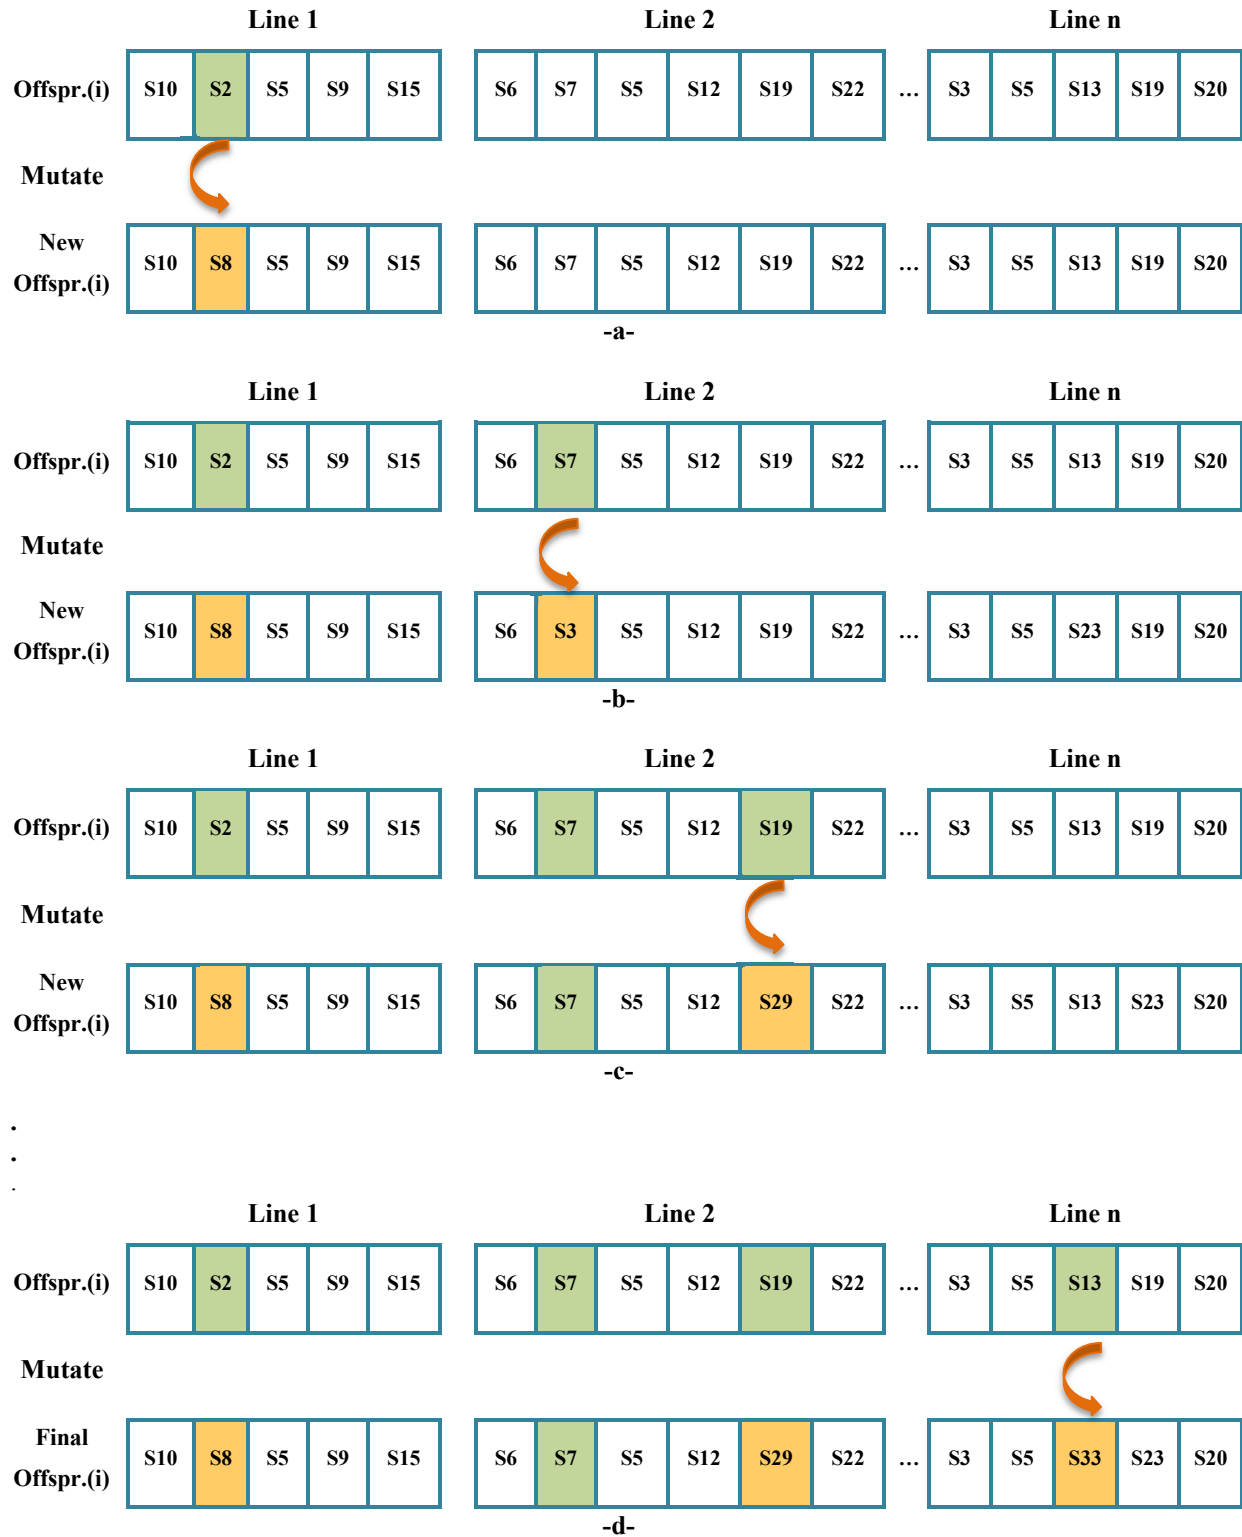 Line 1 Line 2 Line n
Offspr.(i) S10 S2 S5 S9 S15 S6 S7 S5 S12 S19 S22 ... S3 S5 S13 S19 S20
Mutate
New
Offspr.(i) S10 S8 S5 S9 S15 S6 S7 S5 S12 S19 S22 ... S3 S5 S13 S19 S20
-a-
Line 1 Line 2 Line n
Offspr.(i) S10 S2 S5 S9 S15 S6 S7 S5 S12 S19 S22 ... S3 S5 S13 S19 S20
Mutate
New
Offspr.(i) S10 S8 S5 S9 S15 S6 S3 S5 S12 S19 S22 ... S3 S5 S23 S19 S20
-b-
Line 1 Line 2 Line n
Offspr.(i) S10 S2 S5 S9 S15 S6 S7 S5 S12 S19 S22 ... S3 S5 S13 S19 S20
Mutate
New
Offspr.(i) S10 S8 S5 S9 S15 S6 S7 S5 S12 S29 S22 ... S3 S5 S13 S23 S20
-c-
.
.
.
Line 1 Line 2 Line n
Offspr.(i) S10 S2 S5 S9 S15 S6 S7 S5 S12 S19 S22 ... S3 S5 S13 S19 S20
Mutate
Final
Offspr.(i) S10 S8 S5 S9 S15 S6 S7 S5 S12 S29 S22 ... S3 S5 S33 S23 S20
-d-